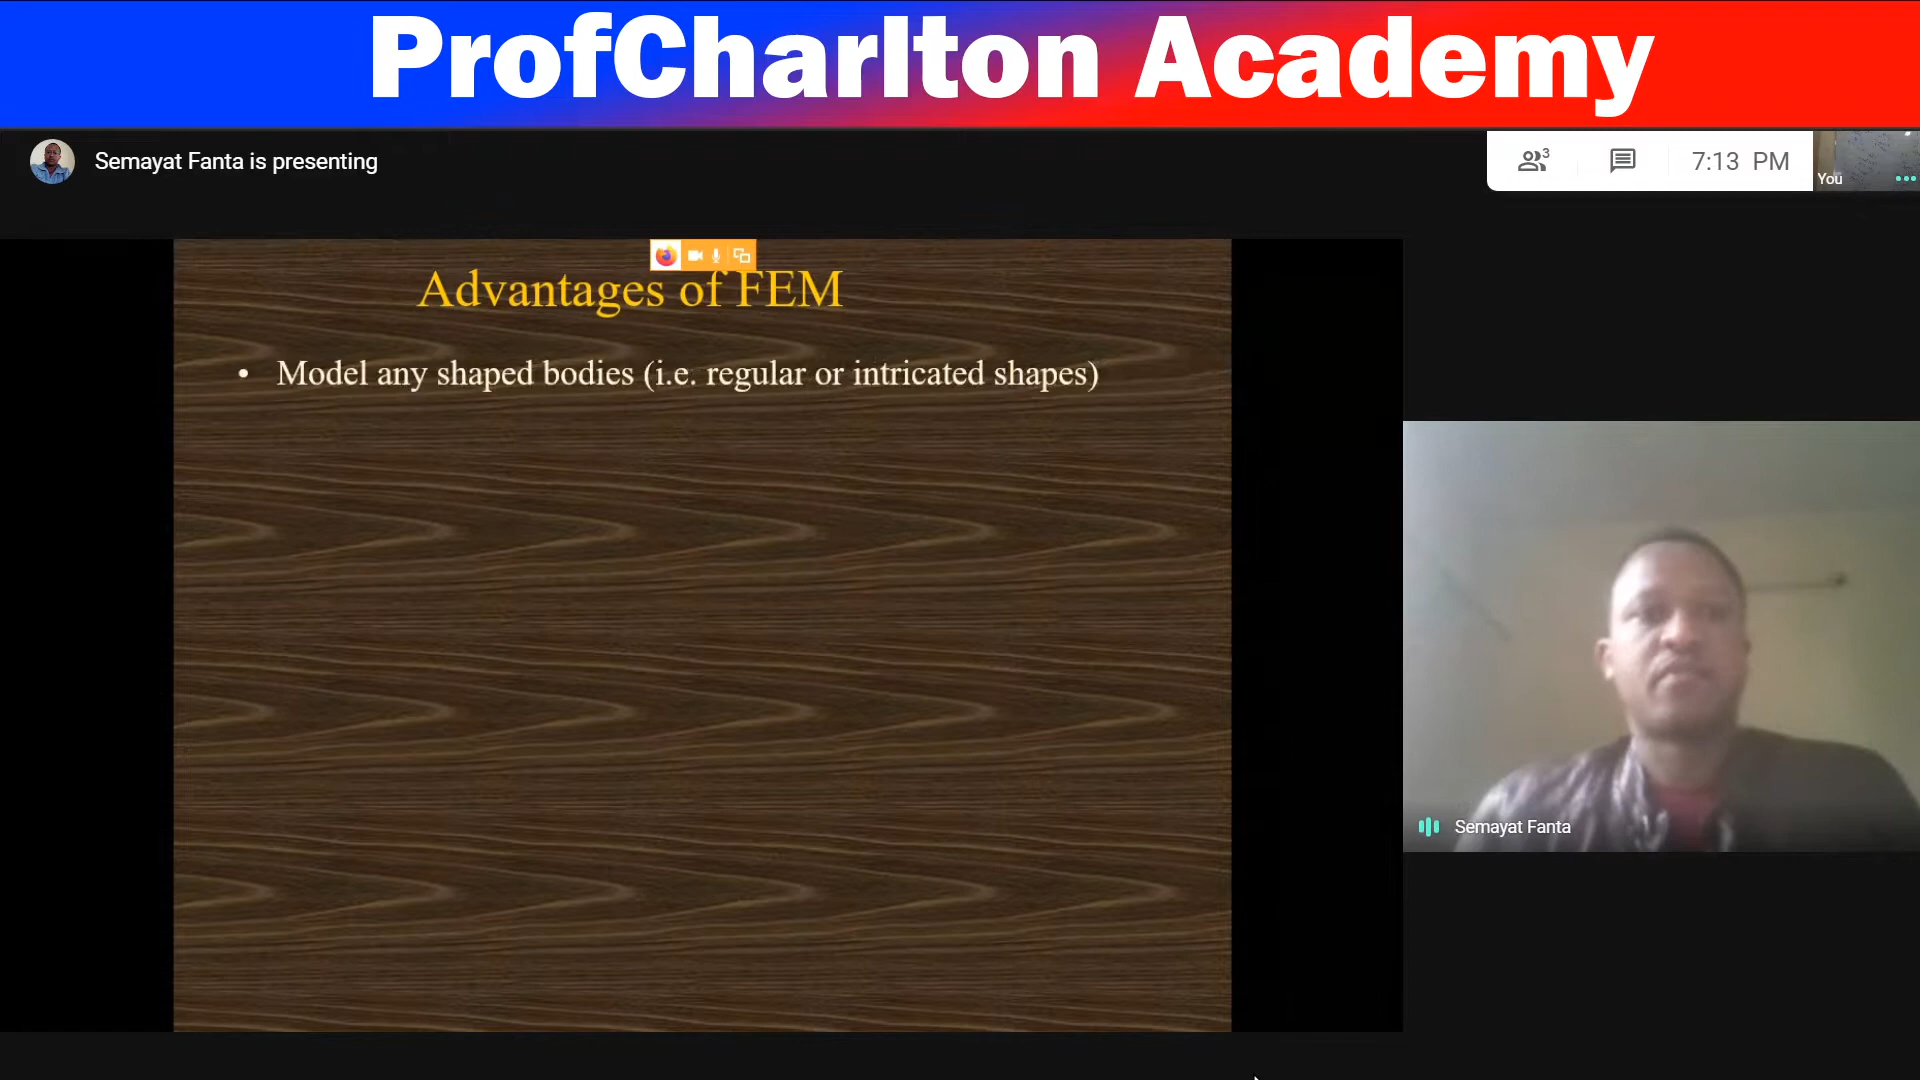 ProfCharlton Academy
Semayat Fanta is presenting
3
7:13 PM
You
Advantages of FEM
• Model any shaped bodies (i.e. regular or intricated shapes)
Semayat Fanta